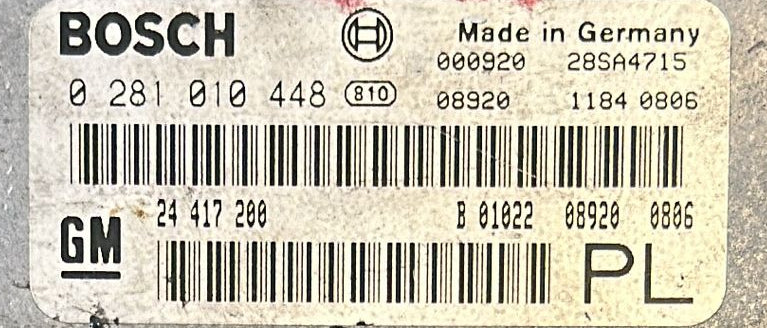 BOSCH Made in Germany
000920 28SA4715
0 281 010 448 810 08920 1184 0806
24 417 200 B 01022 08920 0806
GM PL